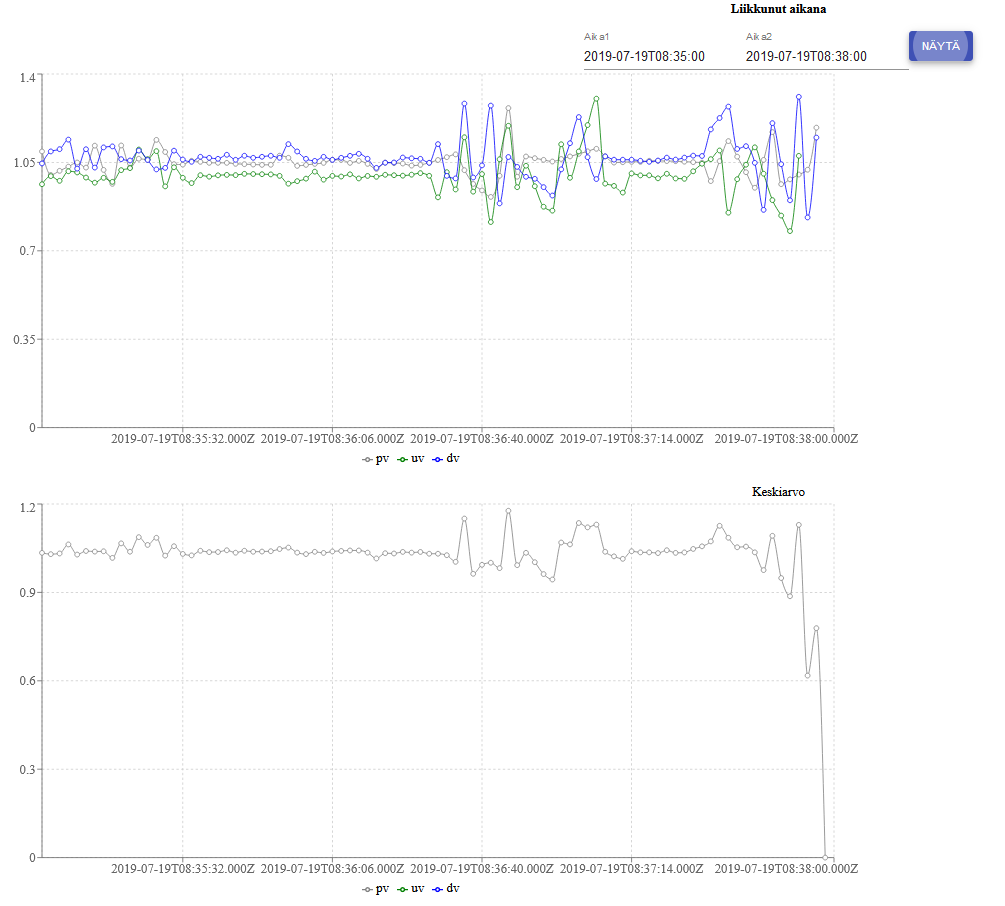 Liikkunut aikana
Aika1 Aika2
2019-07-19T08:35:00 2019-07-19T08:38:00 NÄYTÄ
1.4
1.05
0.7
0.35
0
2019-07-19T08:35:32.000Z 2019-07-19T08:36:06.000Z 2019-07-19T08:36:40.000Z 2019-07-19T08:37:14.000Z 2019-07-19T08:38:00.000Z
pv uv dv
Keskiarvo
1.2
0.9
0.6
0.3
0
2019-07-19T08:35:32.000Z 2019-07-19T08:36:06.000Z 2019-07-19T08:36:40.000Z 2019-07-19T08:37:14.000Z 2019-07-19T08:38:00.000Z
pv uv dv